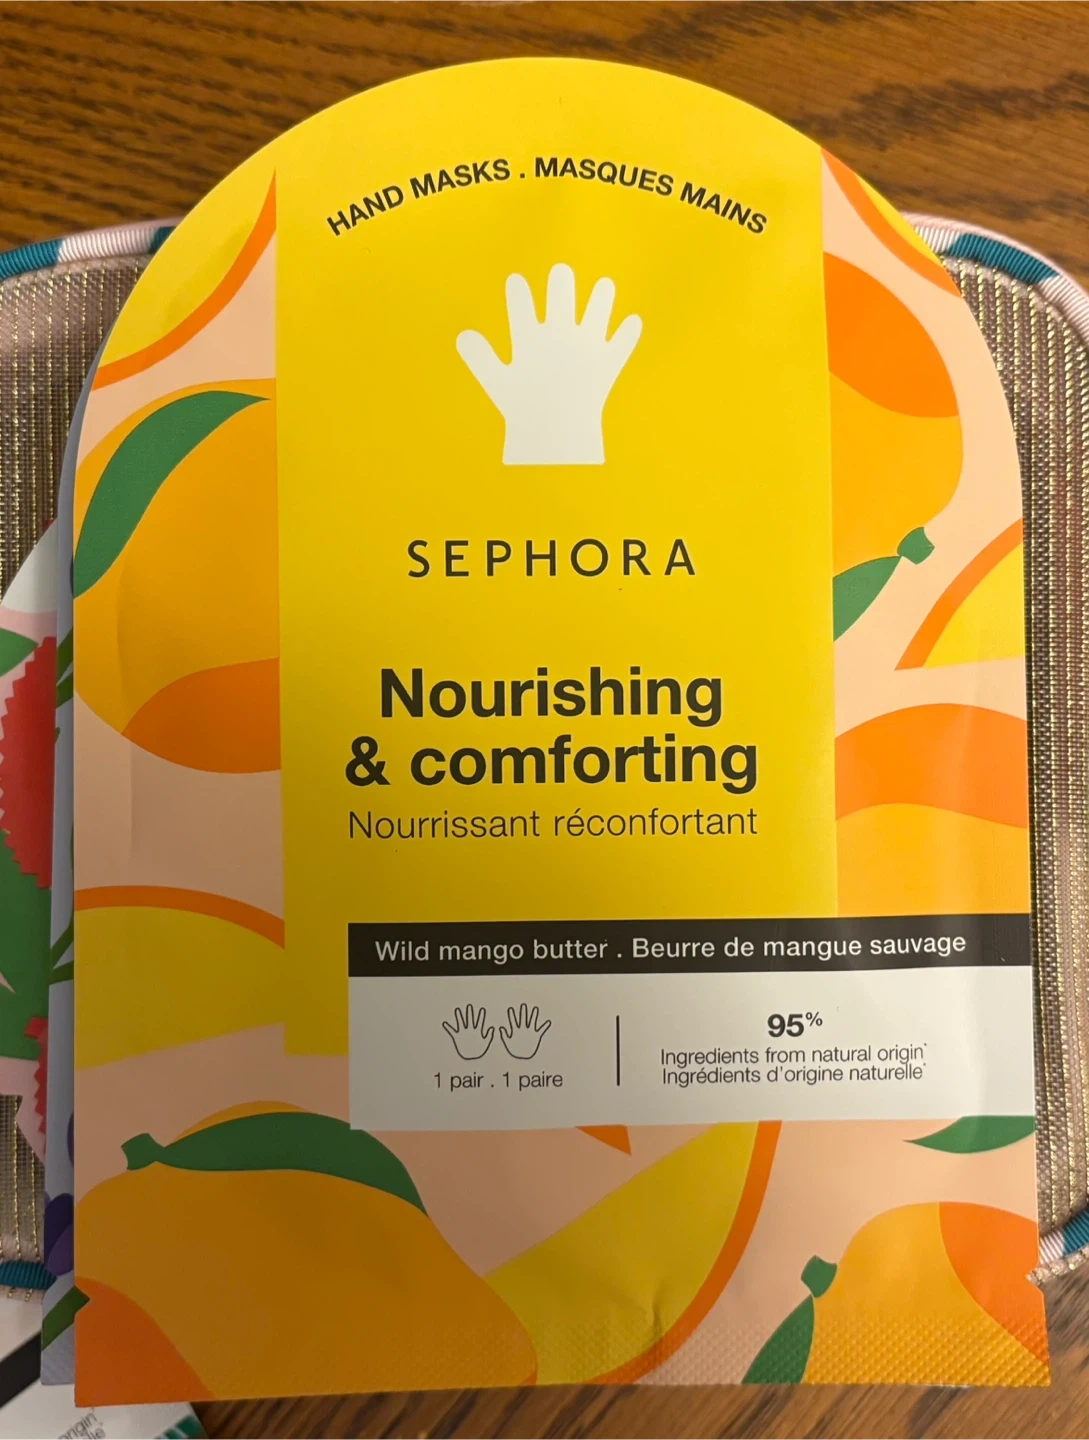 HAND MASKS . MASQUES MAINS
SEPHORA
Nourishing
& comforting
Nourrissant réconfortant
Wild mango butter . Beurre de mangue sauvage
1 pair . 1 paire
95%
Ingredients from natural origin*
Ingrédients d'origine naturelle*